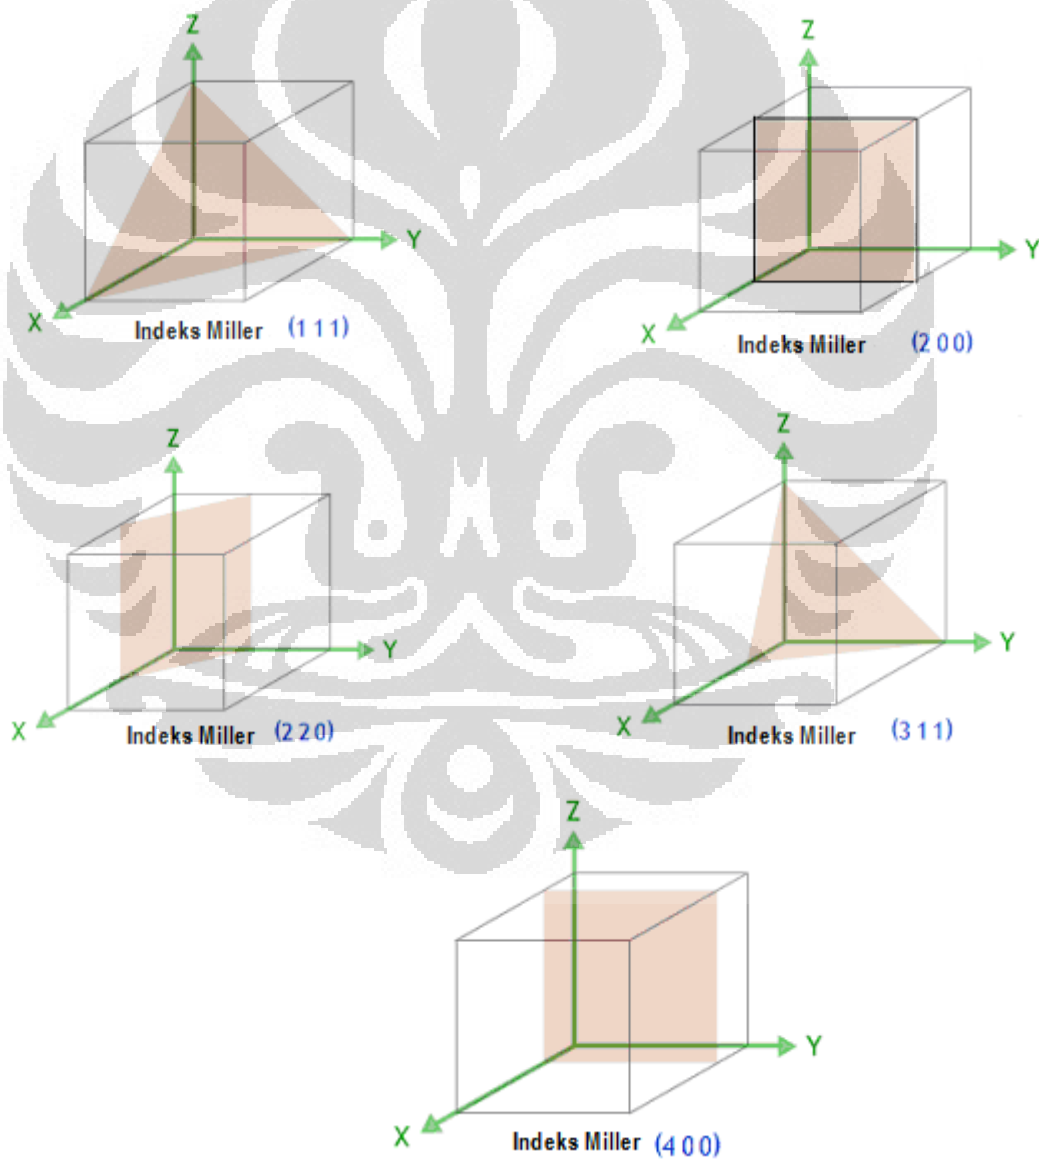 Z
Y
X
Indeks Miller (1 1 1)
Z
Y
X
Indeks Miller (2 0 0)
Z
Y
X
Indeks Miller (2 2 0)
Z
Y
X
Indeks Miller (3 1 1)
Z
Y
X
Indeks Miller (4 0 0)